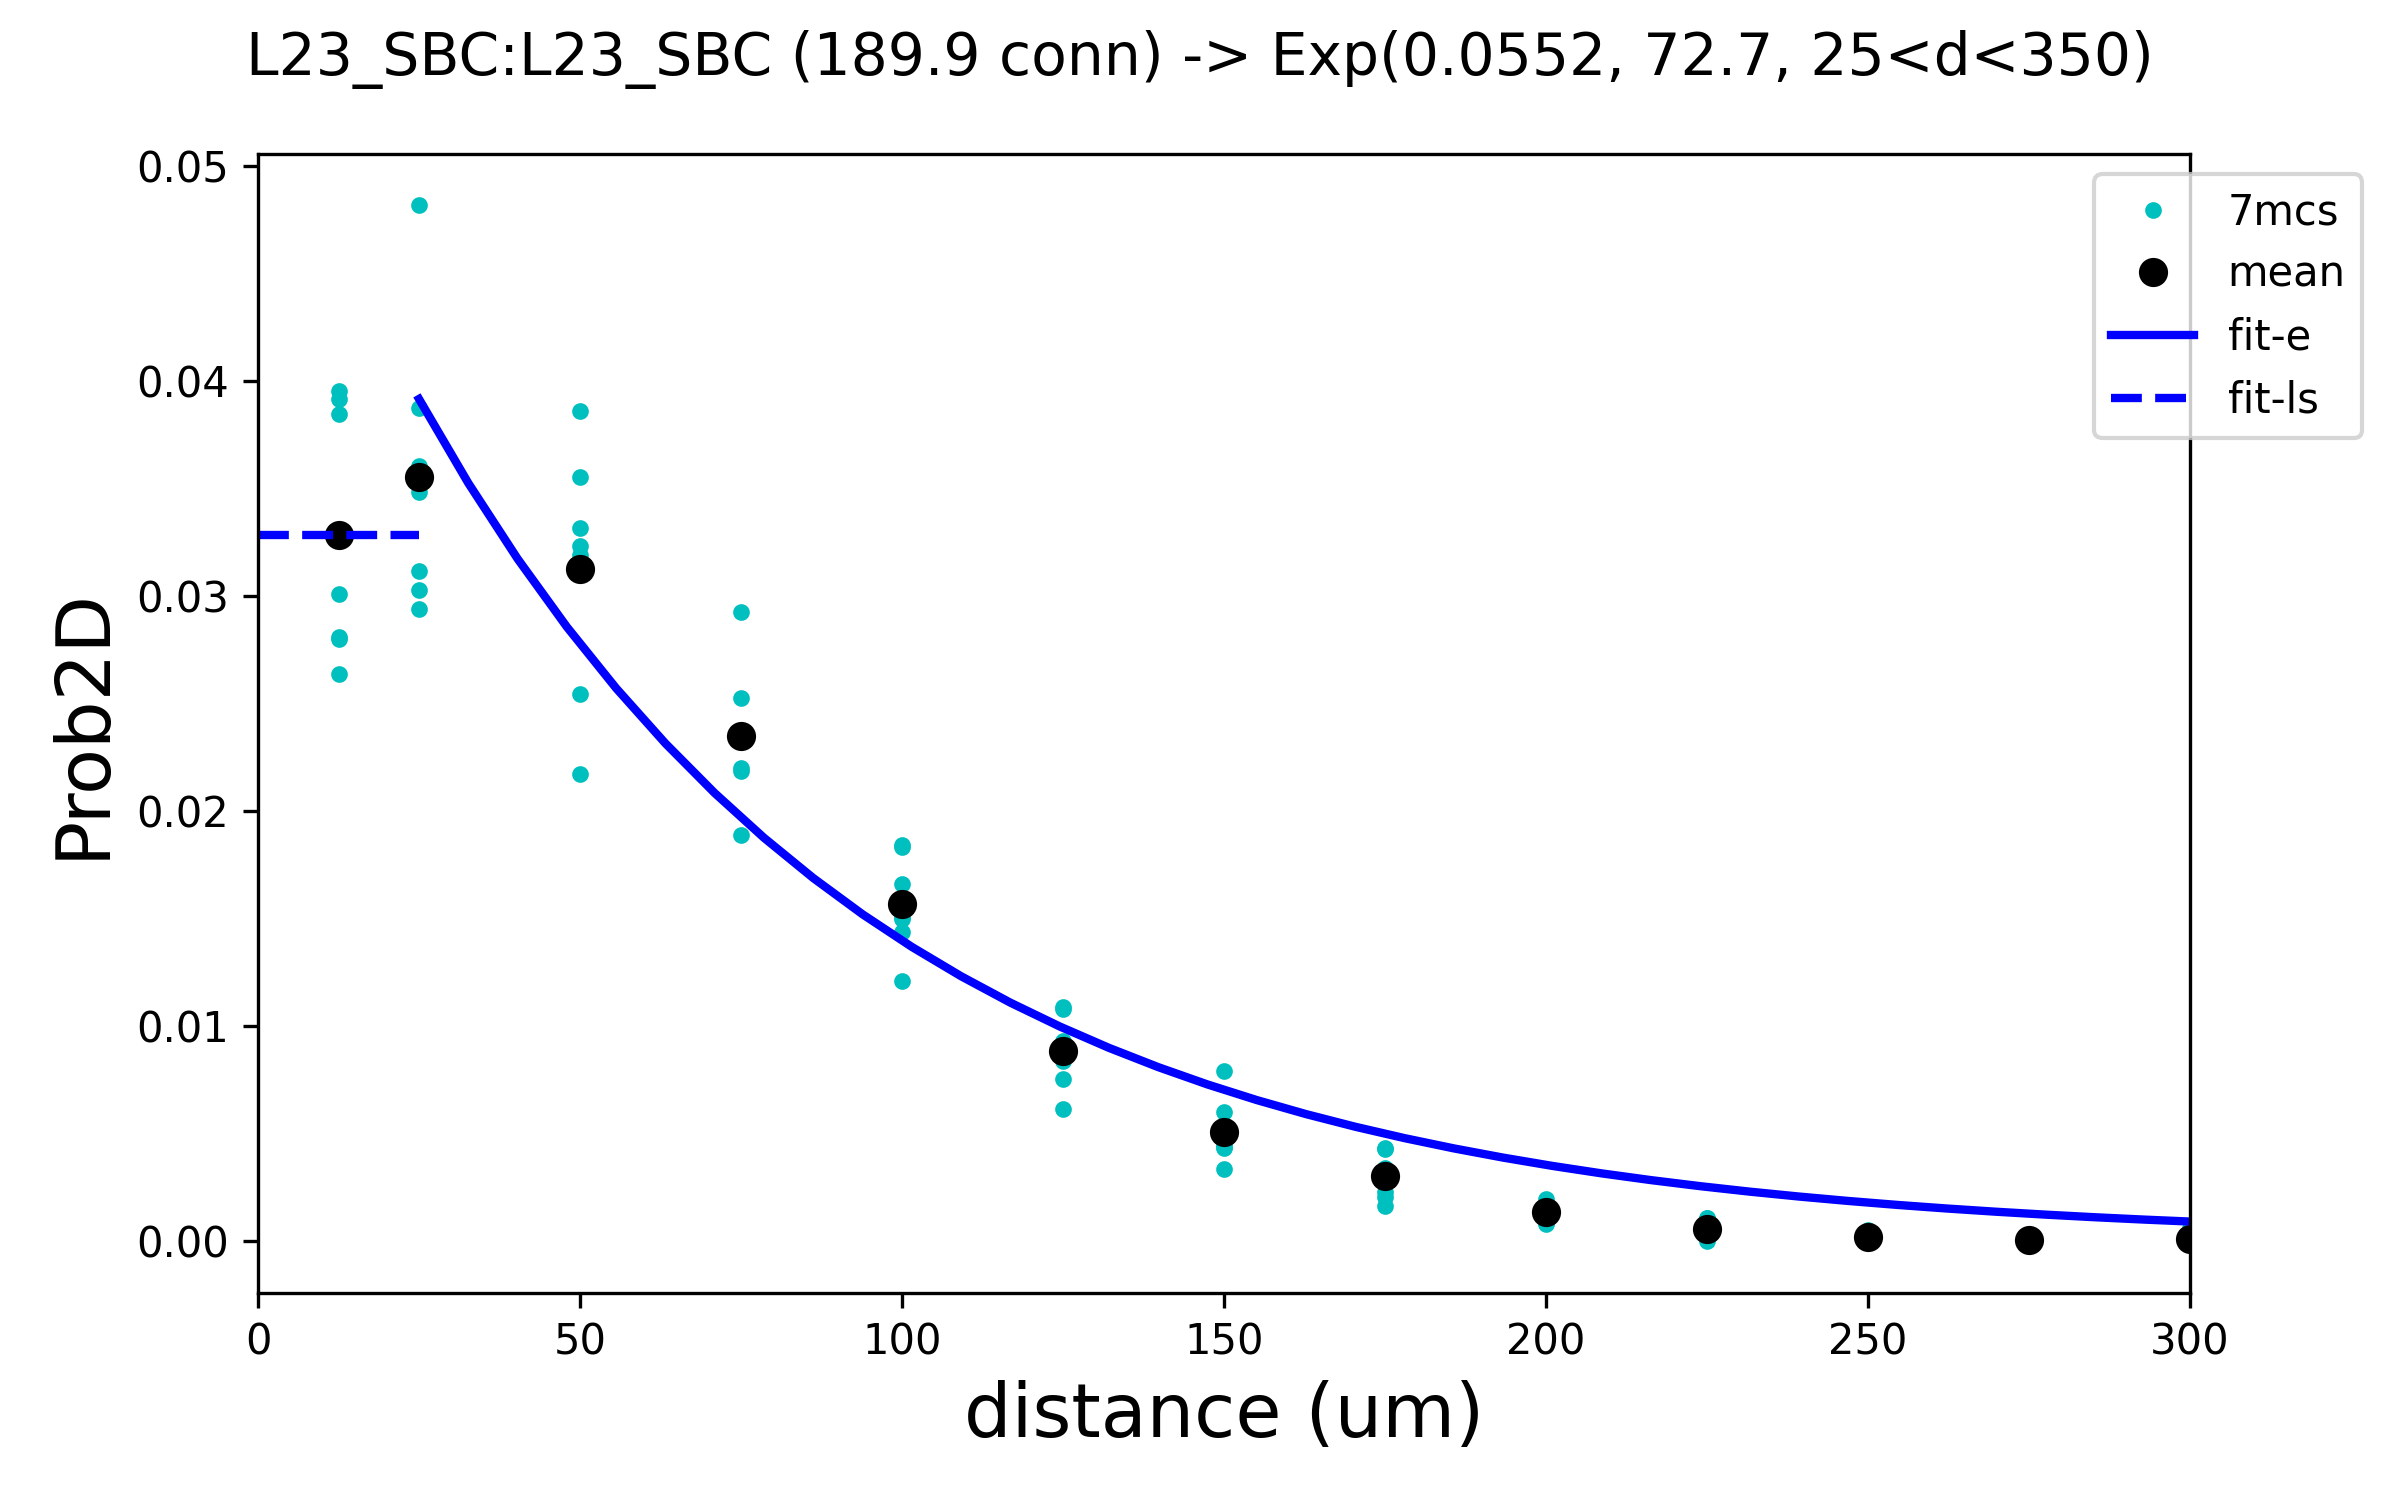 L23_SBC:L23_SBC (189.9 conn) -> Exp(0.0552, 72.7, 25<d<350)
0.05
0.04
0.03
0.02
0.01
0.00
Prob2D
7mcs
mean
fit-e
fit-ls
0 50 100 150 200 250 300
distance (um)